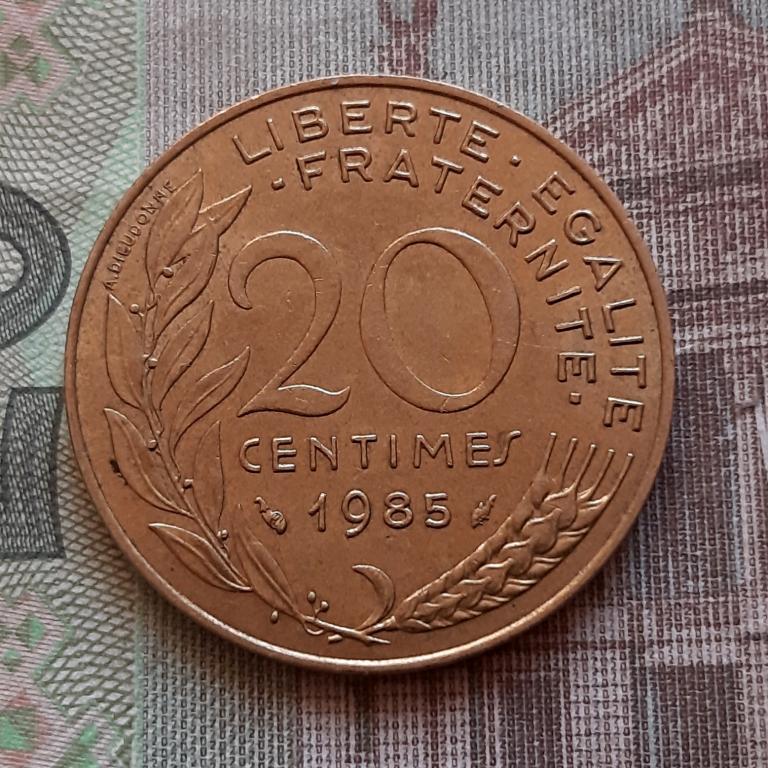 LIBERTE · EGALITE
· FRATERNITE ·
A.DIEUDONNE
20
CENTIMES
1985